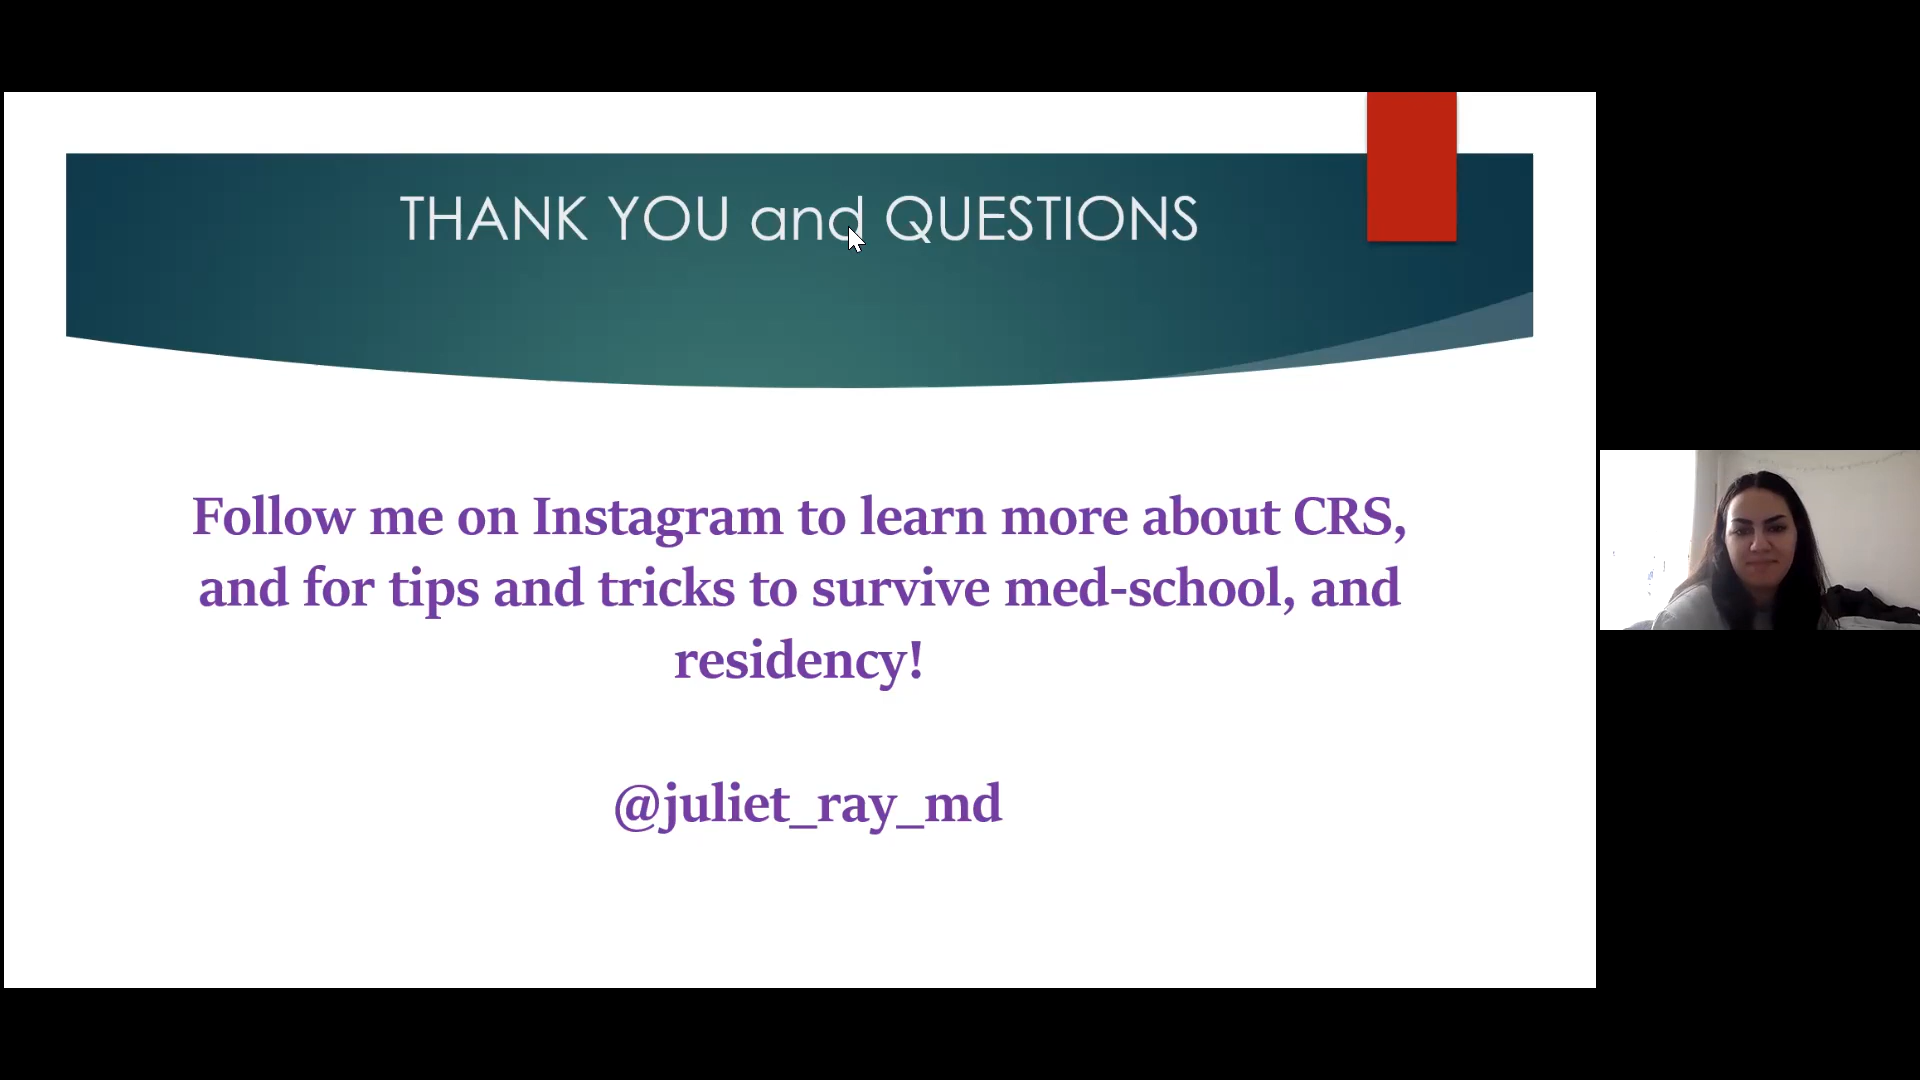 THANK YOU and QUESTIONS
Follow me on Instagram to learn more about CRS,
and for tips and tricks to survive med-school, and
residency!
@juliet_ray_md